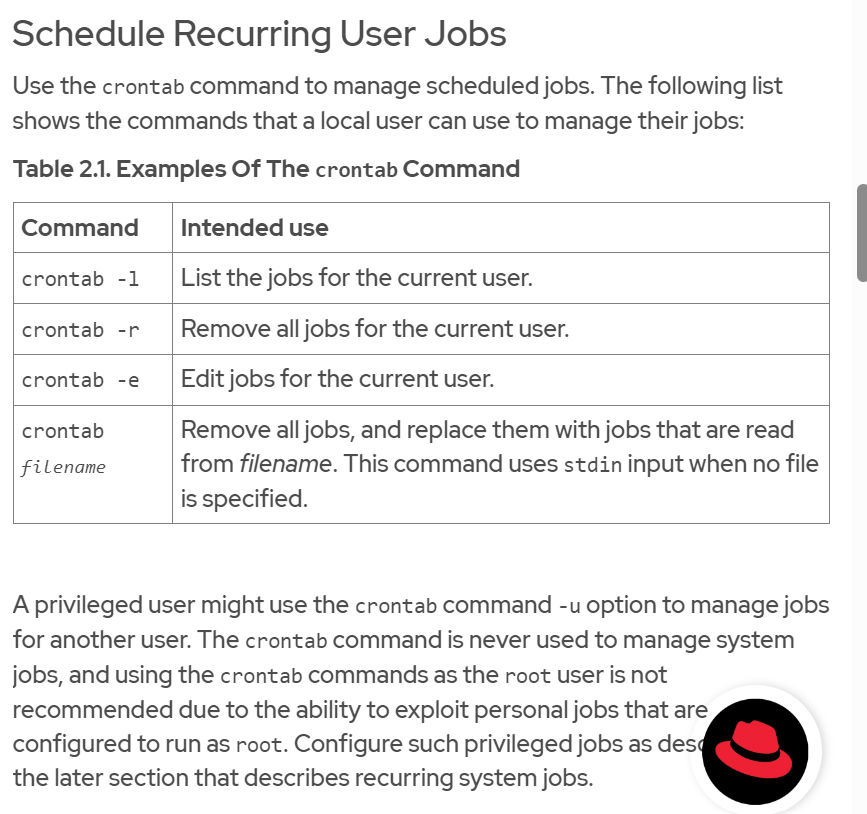 Schedule Recurring User Jobs
Use the crontab command to manage scheduled jobs. The following list
shows the commands that a local user can use to manage their jobs:
Table 2.1. Examples Of The crontab Command
Command Intended use
crontab -l List the jobs for the current user.
crontab -r Remove all jobs for the current user.
crontab -e Edit jobs for the current user.
crontab Remove all jobs, and replace them with jobs that are read
filename from filename. This command uses stdin input when no file
is specified.
A privileged user might use the crontab command -u option to manage jobs
for another user. The crontab command is never used to manage system
jobs, and using the crontab commands as the root user is not
recommended due to the ability to exploit personal jobs that are
configured to run as root. Configure such privileged jobs as
the later section that describes recurring system jobs.